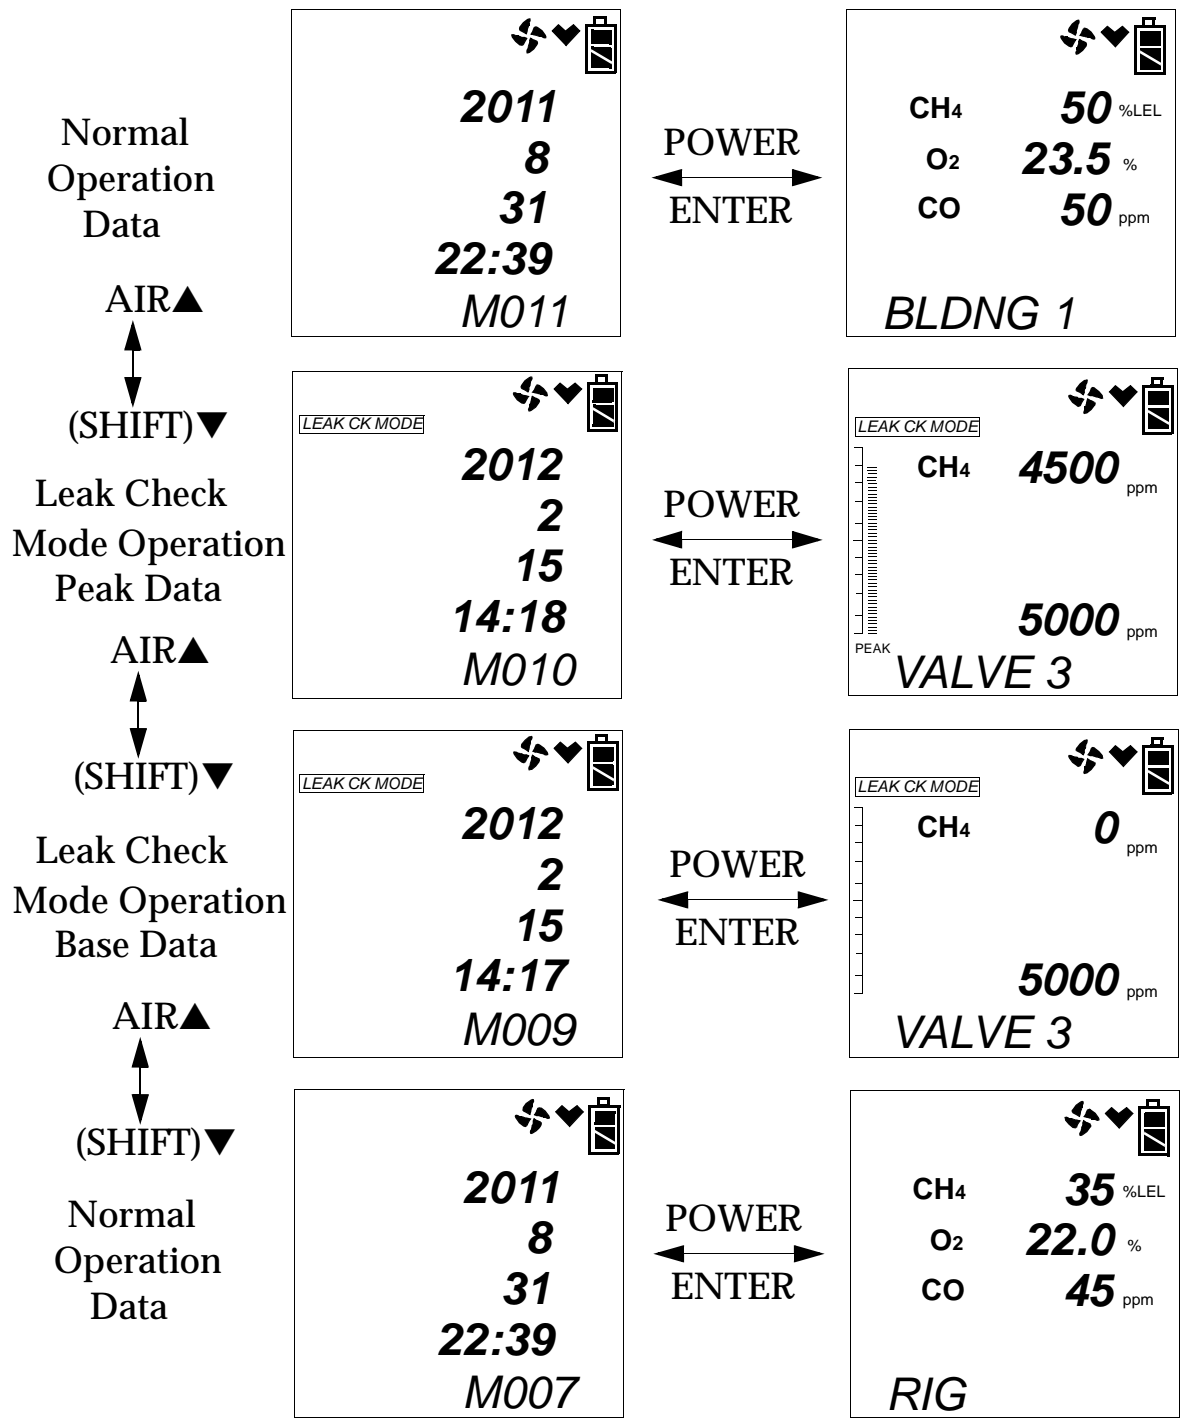 Normal
Operation
Data
2011
8
31
22:39
M011
POWER
ENTER
CH4 50 %LEL
O2 23.5 %
CO 50 ppm
BLDNG 1
AIR▲
(SHIFT)▼
Leak Check
Mode Operation
Peak Data
LEAK CK MODE
2012
2
15
14:18
M010
POWER
ENTER
LEAK CK MODE
CH4 4500 ppm
5000 ppm
PEAK
VALVE 3
AIR▲
(SHIFT)▼
Leak Check
Mode Operation
Base Data
LEAK CK MODE
2012
2
15
14:17
M009
POWER
ENTER
LEAK CK MODE
CH4 0 ppm
5000 ppm
VALVE 3
AIR▲
(SHIFT)▼
Normal
Operation
Data
2011
8
31
22:39
M007
POWER
ENTER
CH4 35 %LEL
O2 22.0 %
CO 45 ppm
RIG